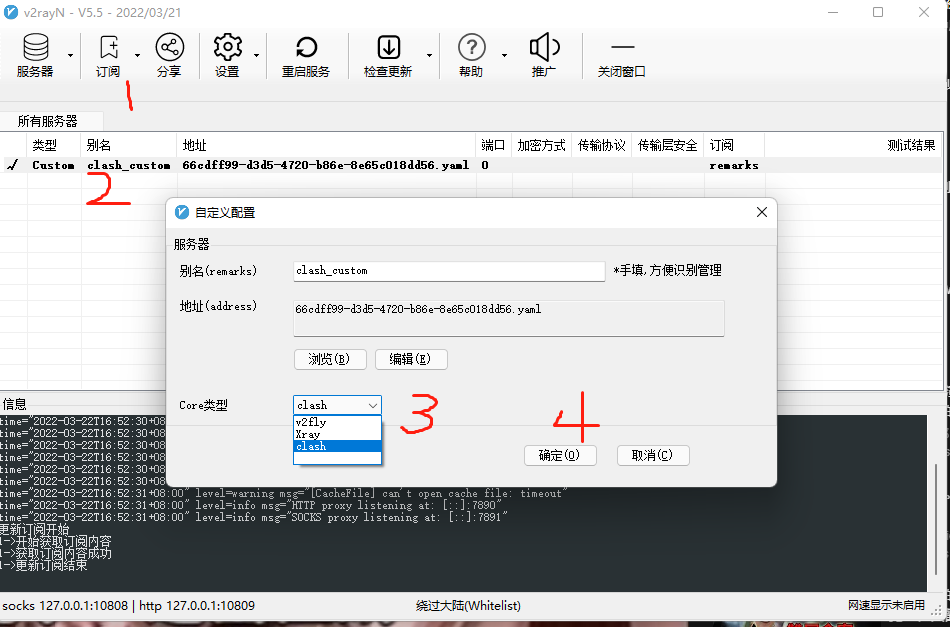 v2rayN - V5.5 - 2022/03/21
服务器 订阅 分享 设置 重启服务 检查更新 帮助 推广 关闭窗口
1
所有服务器
类型 别名 地址 端口 加密方式 传输协议 传输层安全 订阅 测试结果
Custom clash_custom 66cdff99-d3d5-4720-b86e-8e65c018dd56.yaml 0 remarks
2
自定义配置
服务器
别名(remarks) clash_custom *手填,方便识别管理
地址(address) 66cdff99-d3d5-4720-b86e-8e65c018dd56.yaml
浏览(B) 编辑(E)
Core类型 clash
v2fly
Xray
clash
3
4
确定(O) 取消(C)
信息
time="2022-03-22T16:52:30+08
time="2022-03-22T16:52:30+08
time="2022-03-22T16:52:30+08
time="2022-03-22T16:52:30+08
time="2022-03-22T16:52:30+08
time="2022-03-22T16:52:30+08
time="2022-03-22T16:52:31+08:00" level=warning msg="[CacheFile] can't open cache file: timeout"
time="2022-03-22T16:52:31+08:00" level=info msg="HTTP proxy listening at: [::]:7890"
time="2022-03-22T16:52:31+08:00" level=info msg="SOCKS proxy listening at: [::]:7891"
更新订阅开始
1->开始获取订阅内容
1->获取订阅内容成功
1->更新订阅结束
socks 127.0.0.1:10808 | http 127.0.0.1:10809 绕过大陆(Whitelist) 网速显示未启用